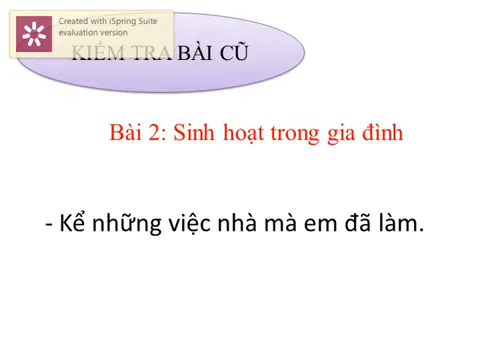 Created with iSpring Suite
evaluation version
KIỂM TRA BÀI CŨ
Bài 2: Sinh hoạt trong gia đình
- Kể những việc nhà mà em đã làm.